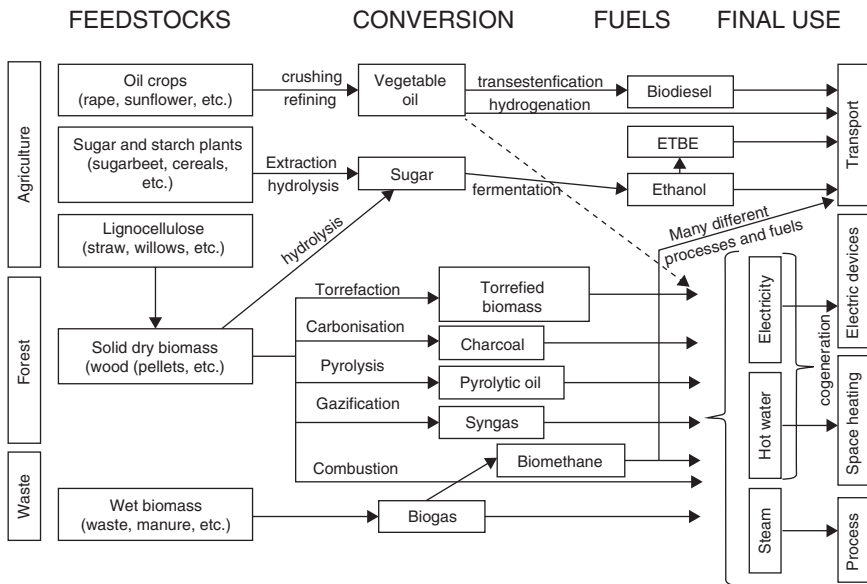 FEEDSTOCKS
CONVERSION
FUELS
FINAL USE
Agriculture
Forest
Waste
Oil crops
(rape, sunflower, etc.)
crushing
refining
Vegetable
oil
transestenfication
hydrogenation
Biodiesel
Transport
Sugar and starch plants
(sugarbeet, cereals,
etc.)
Extraction
hydrolysis
Sugar
fermentation
ETBE
Ethanol
Lignocellulose
(straw, willows, etc.)
hydrolysis
Many different
processes and fuels
Solid dry biomass
(wood (pellets, etc.)
Torrefaction
Torrefied
biomass
Carbonisation
Charcoal
Pyrolysis
Pyrolytic oil
Gazification
Syngas
Combustion
Biomethane
Wet biomass
(waste, manure, etc.)
Biogas
Electricity
Hot water
Steam
cogeneration
Electric devices
Space heating
Process